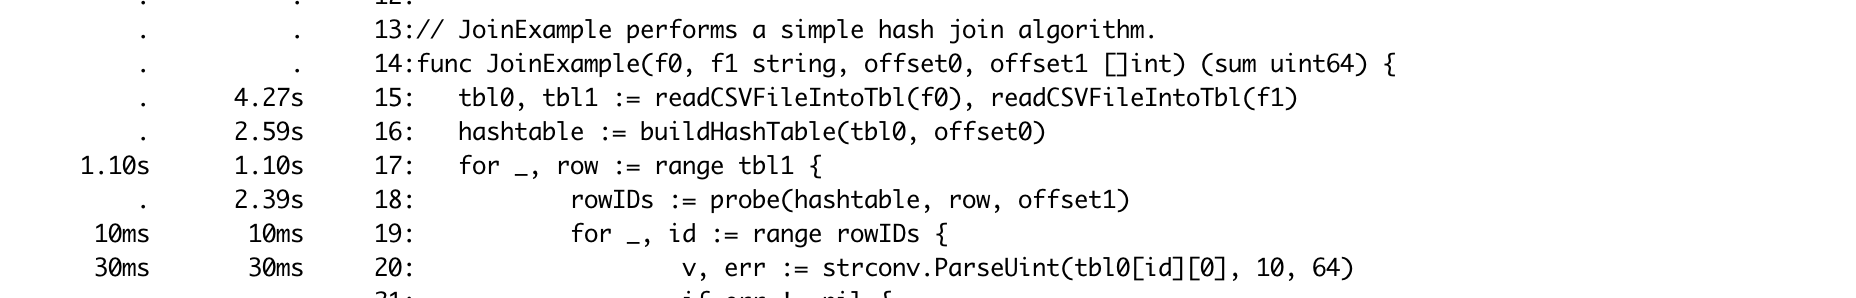 . . 12:
. . 13:// JoinExample performs a simple hash join algorithm.
. . 14:func JoinExample(f0, f1 string, offset0, offset1 []int) (sum uint64) {
. 4.27s 15: tbl0, tbl1 := readCSVFileIntoTbl(f0), readCSVFileIntoTbl(f1)
. 2.59s 16: hashtable := buildHashTable(tbl0, offset0)
1.10s 1.10s 17: for _, row := range tbl1 {
. 2.39s 18: rowIDs := probe(hashtable, row, offset1)
10ms 10ms 19: for _, id := range rowIDs {
30ms 30ms 20: v, err := strconv.ParseUint(tbl0[id][0], 10, 64)